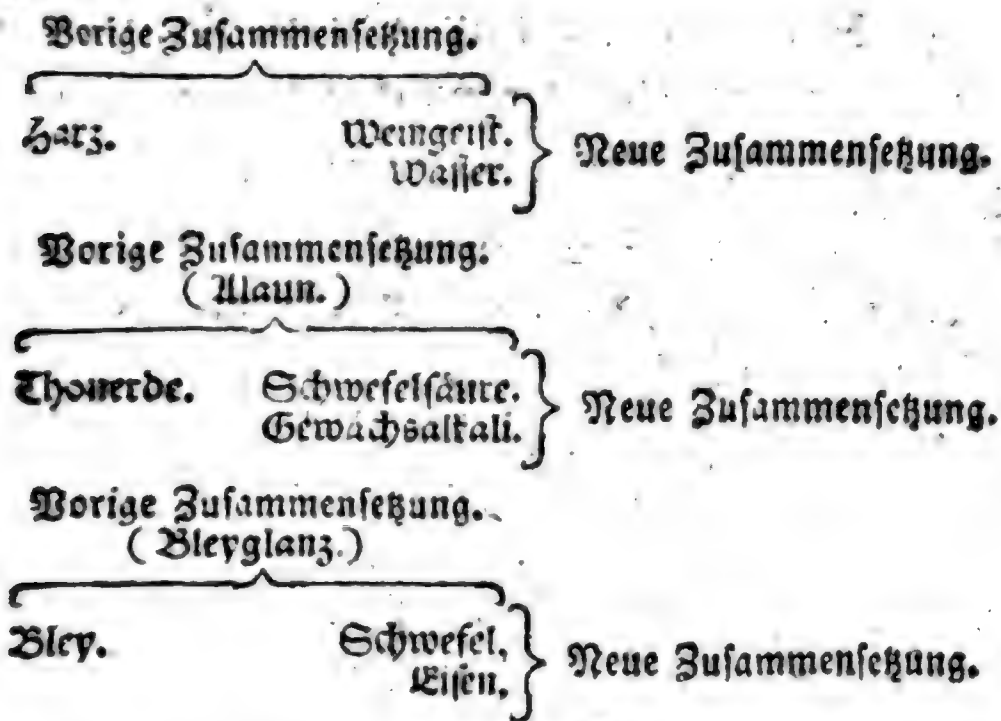 Vorige Zuſammenſetzung.
Harz. Weingeiſt.
Waſſer.
Neue Zuſammenſetzung.
Vorige Zuſammenſetzung.
(Alaun.)
Thonerde. Schwefelſäure.
Gewächsalkali.
Neue Zuſammenſetzung.
Vorige Zuſammenſetzung.
(Bleyglanz.)
Bley. Schwefel,
Eiſen,
Neue Zuſammenſetzung.